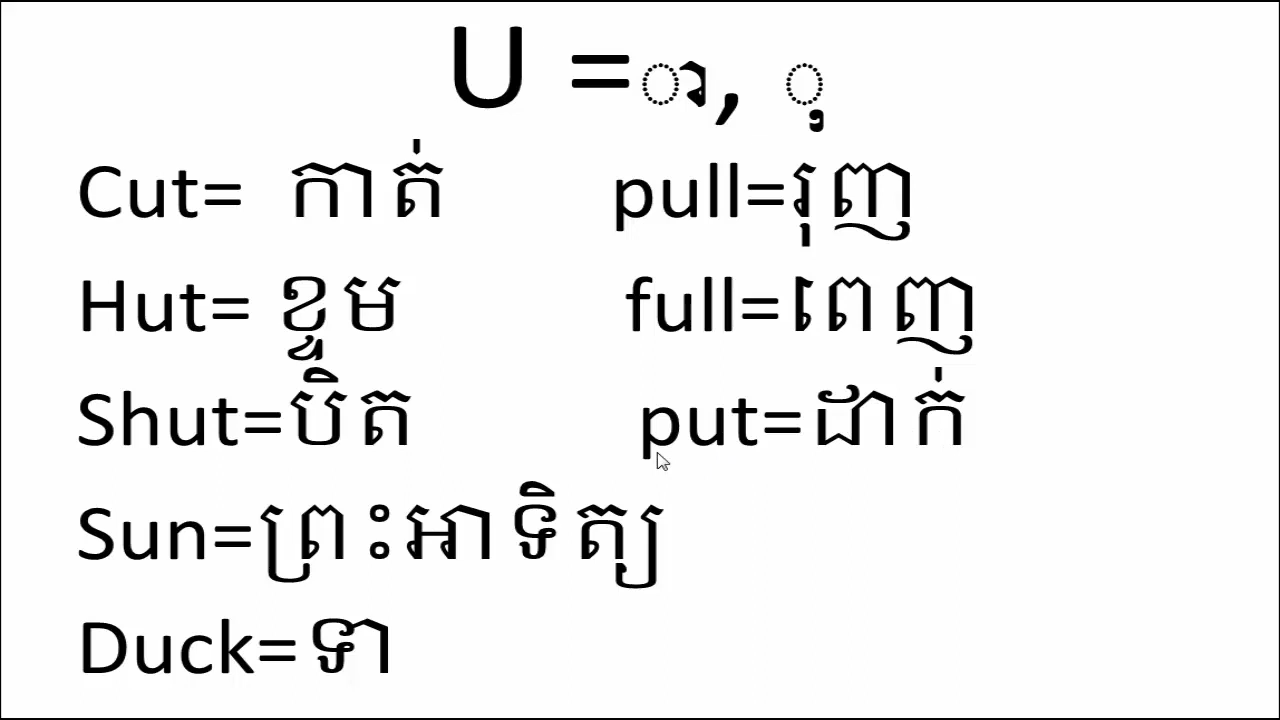 U =◌ា, ◌ុ
Cut= កាត់ pull=រុញ
Hut= ខ្ទម full=ពេញ
Shut=បិត put=ដាក់
Sun=ព្រះអាទិត្យ
Duck=ទា